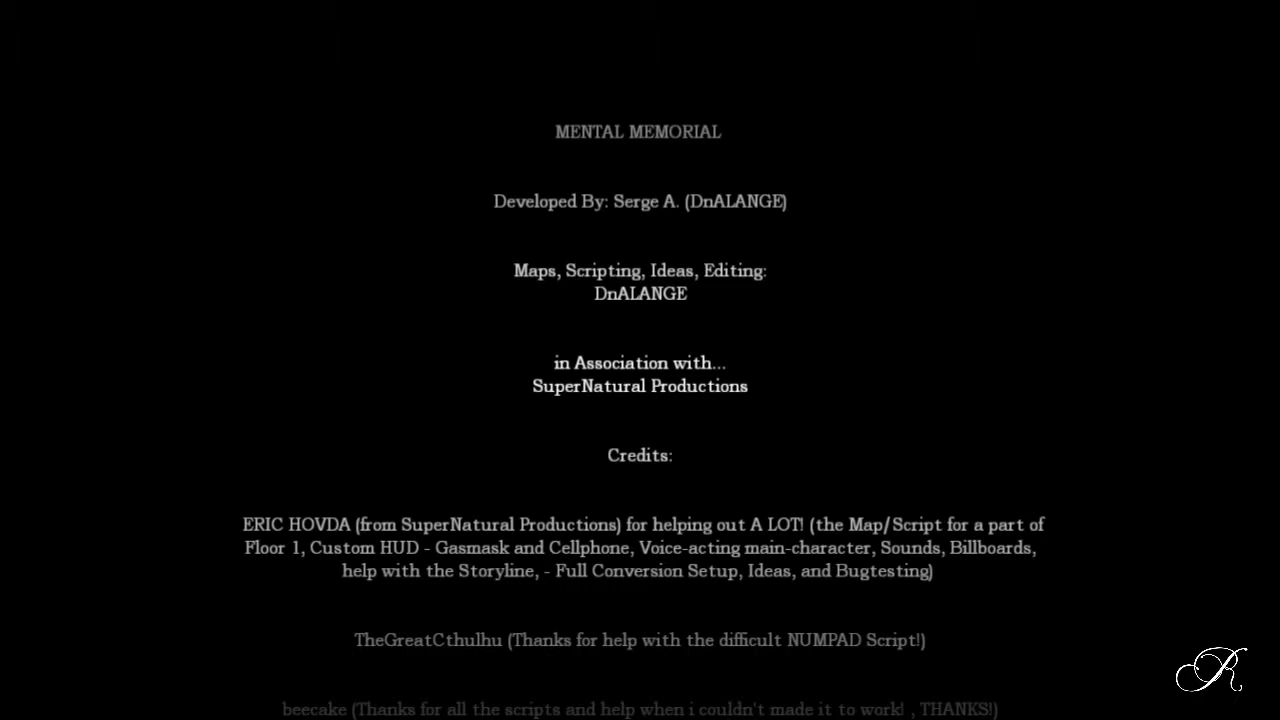 MENTAL MEMORIAL
Developed By: Serge A. (DnALANGE)
Maps, Scripting, Ideas, Editing:
DnALANGE
in Association with...
SuperNatural Productions
Credits:
ERIC HOVDA (from SuperNatural Productions) for helping out A LOT! (the Map/Script for a part of
Floor 1, Custom HUD - Gasmask and Cellphone, Voice-acting main-character, Sounds, Billboards,
help with the Storyline, - Full Conversion Setup, Ideas, and Bugtesting)
TheGreatCthulhu (Thanks for help with the difficult NUMPAD Script!)
beecake (Thanks for all the scripts and help when i couldn't made it to work! , THANKS!)
R